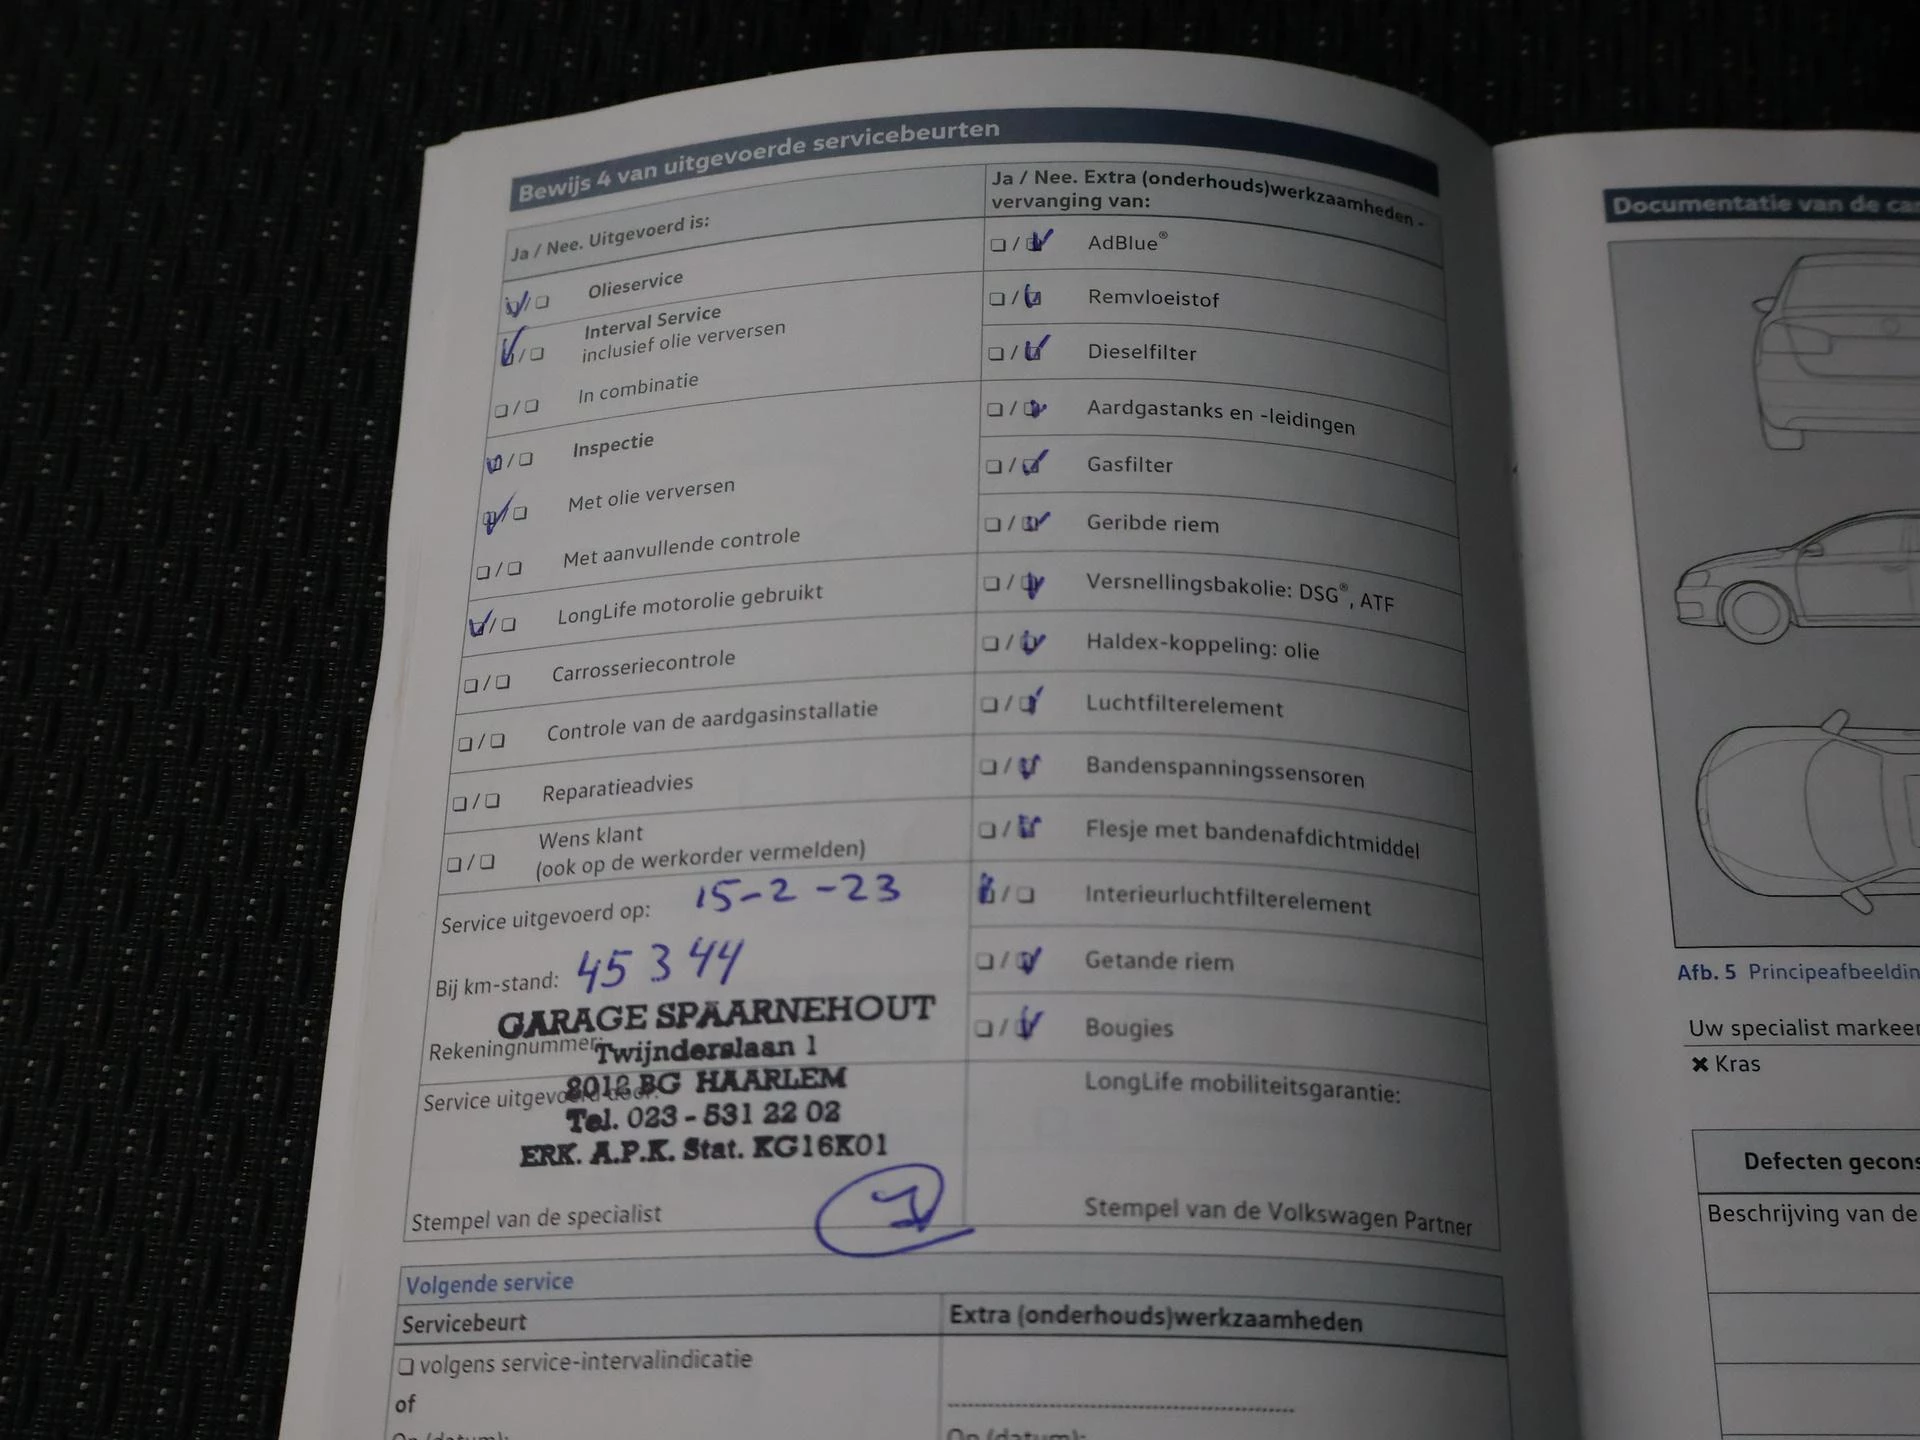 Bewijs 4 van uitgevoerde servicebeurten
Ja / Nee. Uitgevoerd is:
Olieservice
Interval Service
inclusief olie verversen
In combinatie
Inspectie
Met olie verversen
Met aanvullende controle
LongLife motorolie gebruikt
Carrosseriecontrole
Controle van de aardgasinstallatie
Reparatieadvies
Wens klant
(ook op de werkorder vermelden)
Service uitgevoerd op: 15-2-23
Bij km-stand: 45344
GARAGE SPAARNEHOUT
Rekeningnummer:
Twijnderslaan 1
8012 BG HAARLEM
Service uitgevoerd door:
Tel. 023 - 531 22 02
ERK. A.P.K. Stat. KG16K01
Stempel van de specialist
Ja / Nee. Extra (onderhouds)werkzaamheden -
vervanging van:
AdBlue®
Remvloeistof
Dieselfilter
Aardgastanks en -leidingen
Gasfilter
Geribde riem
Versnellingsbakolie: DSG®, ATF
Haldex-koppeling: olie
Luchtfilterelement
Bandenspanningssensoren
Flesje met bandenafdichtmiddel
Interieurluchtfilterelement
Getande riem
Bougies
LongLife mobiliteitsgarantie:
Stempel van de Volkswagen Partner
Volgende service
Servicebeurt
volgens service-intervalindicatie
of
Op (datum):
Extra (onderhouds)werkzaamheden
Op (datum):
Documentatie van de car
Afb. 5 Principeafbeeldin
Uw specialist markeer
✖ Kras
Defecten gecons
Beschrijving van de